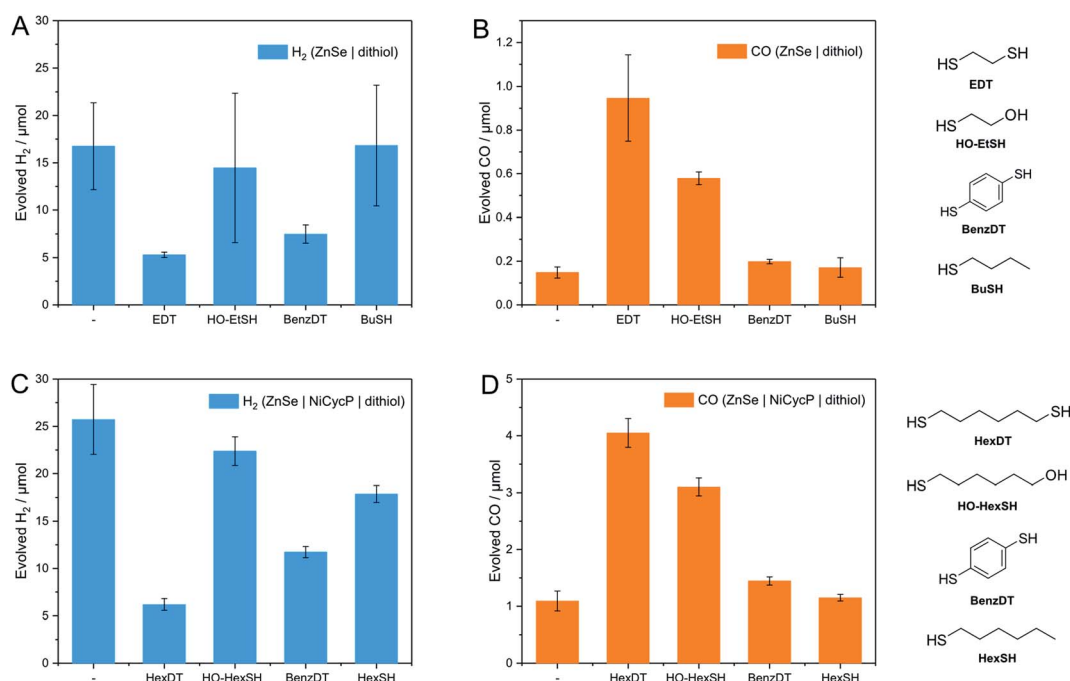 A
H2 (ZnSe | dithiol)
Evolved H2 / μmol
30
25
20
15
10
5
0
-
EDT
HO-EtSH
BenzDT
BuSH
B
CO (ZnSe | dithiol)
Evolved CO / μmol
1.2
1.0
0.8
0.6
0.4
0.2
0.0
-
EDT
HO-EtSH
BenzDT
BuSH
HS
SH
EDT
HS
OH
HO-EtSH
SH
HS
BenzDT
HS
BuSH
C
H2 (ZnSe | NiCycP | dithiol)
Evolved H2 / μmol
30
25
20
15
10
5
0
-
HexDT
HO-HexSH
BenzDT
HexSH
D
CO (ZnSe | NiCycP | dithiol)
Evolved CO / μmol
5
4
3
2
1
0
-
HexDT
HO-HexSH
BenzDT
HexSH
HS
SH
HexDT
HS
OH
HO-HexSH
SH
HS
BenzDT
HS
HexSH